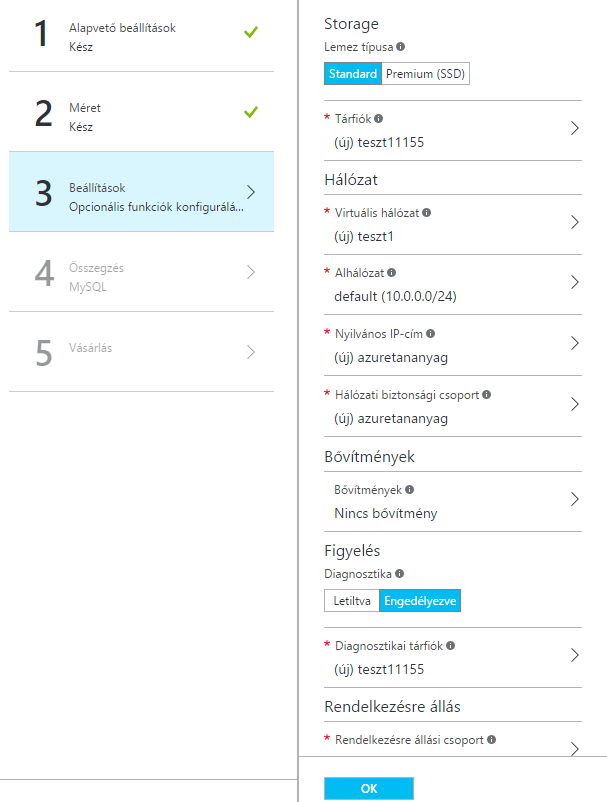 1
Alapvető beállítások
Kész
2
Méret
Kész
3
Beállítások
Opcionális funkciók konfigurálá...
4
Összegzés
MySQL
5
Vásárlás
Storage
Lemez típusa
Standard Premium (SSD)
* Tárfiók
(új) teszt11155
Hálózat
* Virtuális hálózat
(új) teszt1
* Alhálózat
default (10.0.0.0/24)
* Nyilvános IP-cím
(új) azuretananyag
* Hálózati biztonsági csoport
(új) azuretananyag
Bővítmények
Bővítmények
Nincs bővítmény
Figyelés
Diagnosztika
Letiltva Engedélyezve
* Diagnosztikai tárfiók
(új) teszt11155
Rendelkezésre állás
* Rendelkezésre állási csoport
OK